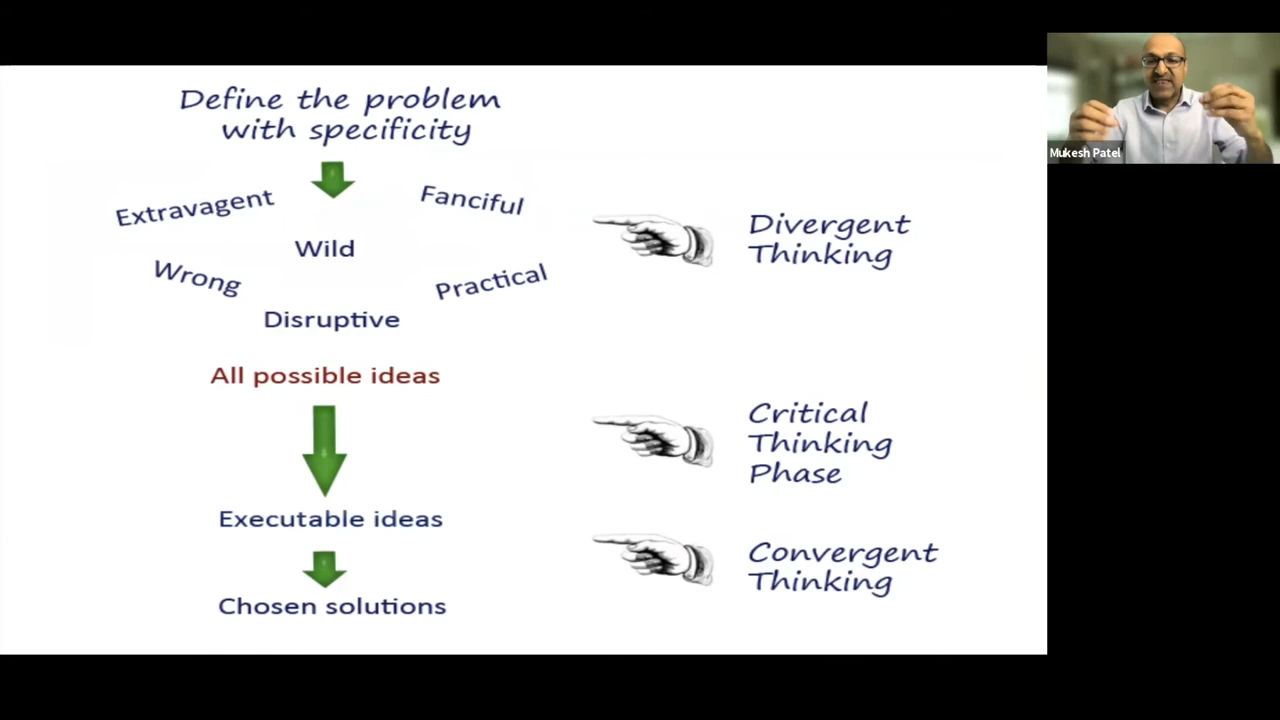 Define the problem
with specificity
Extravagent
Fanciful
Wild
Wrong
Practical
Disruptive
All possible ideas
Executable ideas
Chosen solutions
Divergent
Thinking
Critical
Thinking
Phase
Convergent
Thinking
Mukesh Patel